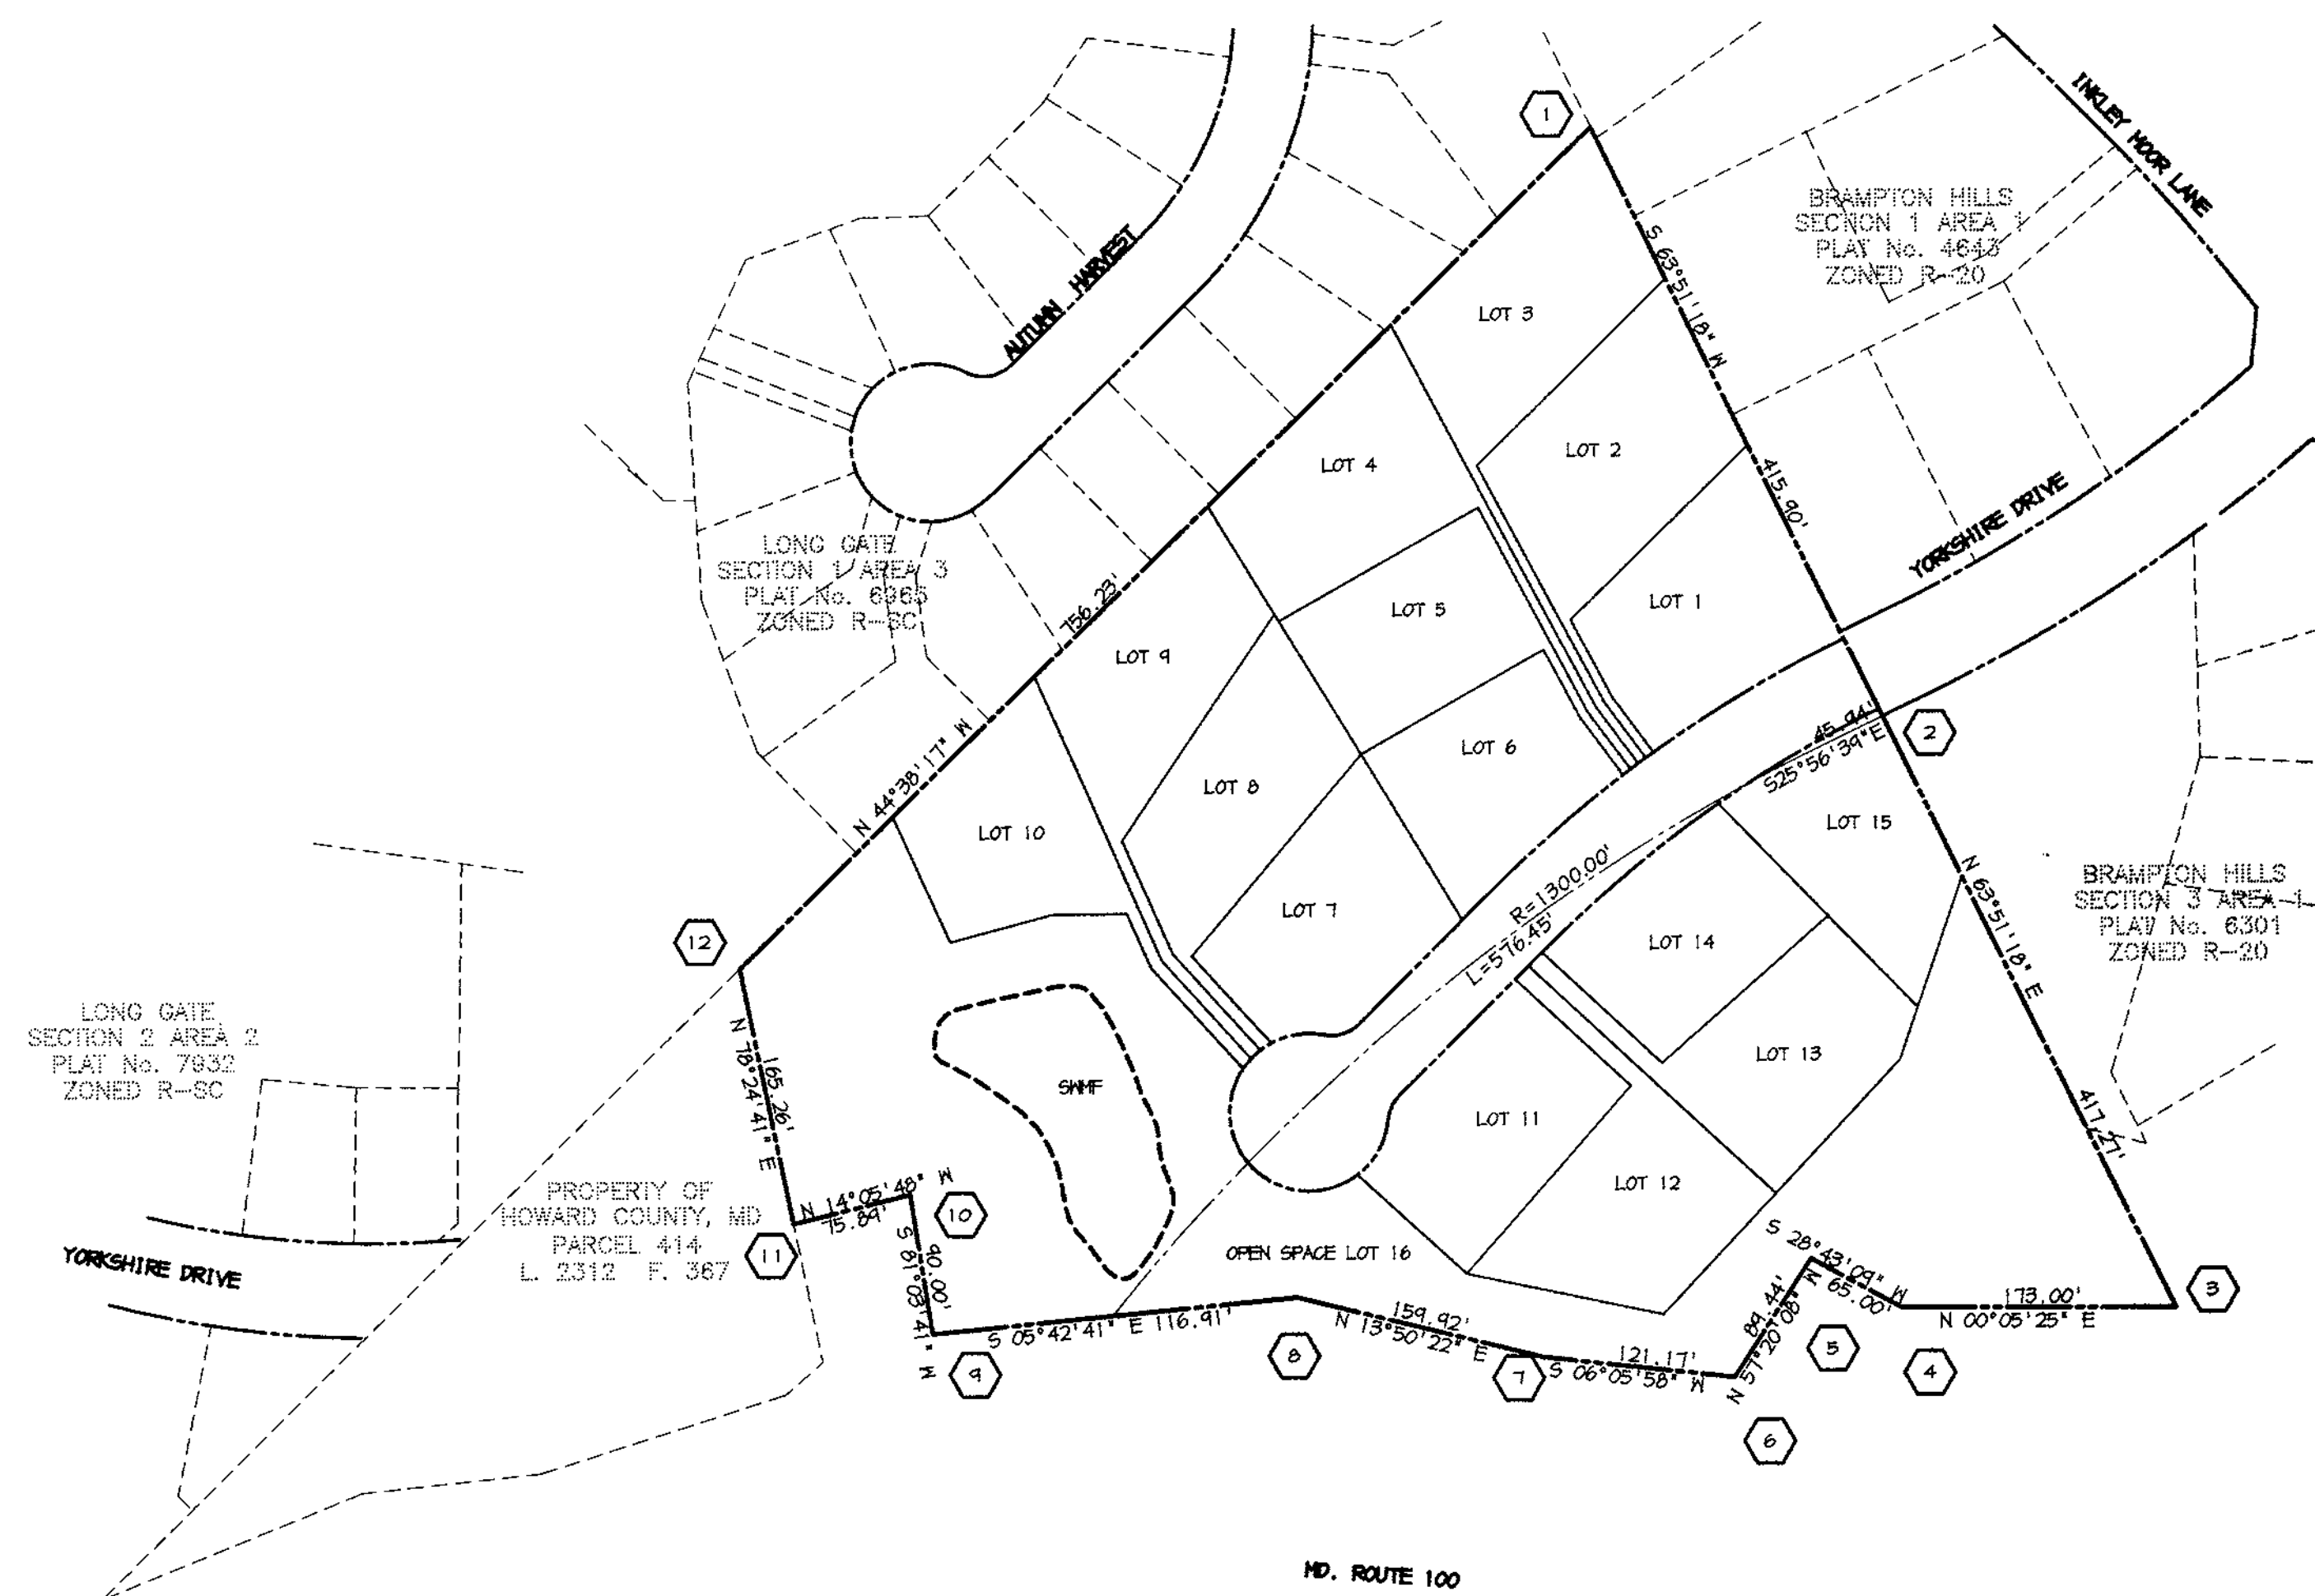 1
INKLEY MOOR LANE
BRAMPTON HILLS
SECTION 1 AREA 1
PLAT No. 4643
ZONED R-20
S 63°51'18" W
415.90'
AUTUMN HARVEST
LOT 3
LOT 2
LOT 4
LOT 1
LOT 5
LOT 9
LOT 6
LOT 8
LOT 10
LOT 7
YORKSHIRE DRIVE
LONG GATE
SECTION 1 AREA 3
PLAT No. 6965
ZONED R-SC
756.23'
N 44°38'17" W
45.94'
S25°56'39"E
2
LOT 15
N 63°51'18" E
417.27'
BRAMPTON HILLS
SECTION 3 AREA 1
PLAT No. 6301
ZONED R-20
R=1300.00'
L=576.45'
LOT 14
LOT 13
LOT 11
LOT 12
12
LONG GATE
SECTION 2 AREA 2
PLAT No. 7932
ZONED R-SC
N 78°24'41" E
165.26'
SWMF
PROPERTY OF
HOWARD COUNTY, MD
PARCEL 414
L. 2312 F. 367
N 14°05'48" W
75.89'
10
11
S 81°03'41" W
90.00'
OPEN SPACE LOT 16
YORKSHIRE DRIVE
S 28°43'09" W
65.00'
173.00'
N 00°05'25" E
3
89.44'
N 57°20'08" W
S 05°42'41" E 116.91'
159.92'
N 13°50'22" E
121.17'
S 06°05'58" W
9
8
7
5
4
6
MD. ROUTE 100